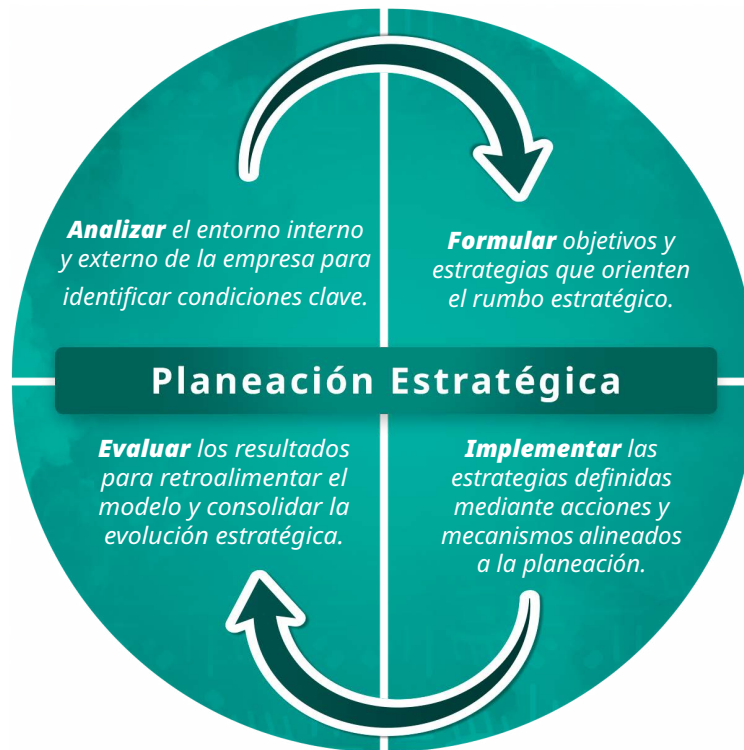 Analizar el entorno interno
y externo de la empresa para
identificar condiciones clave.
Formular objetivos y
estrategias que orienten
el rumbo estratégico.
Planeación Estratégica
Evaluar los resultados
para retroalimentar el
modelo y consolidar la
evolución estratégica.
Implementar las
estrategias definidas
mediante acciones y
mecanismos alineados
a la planeación.